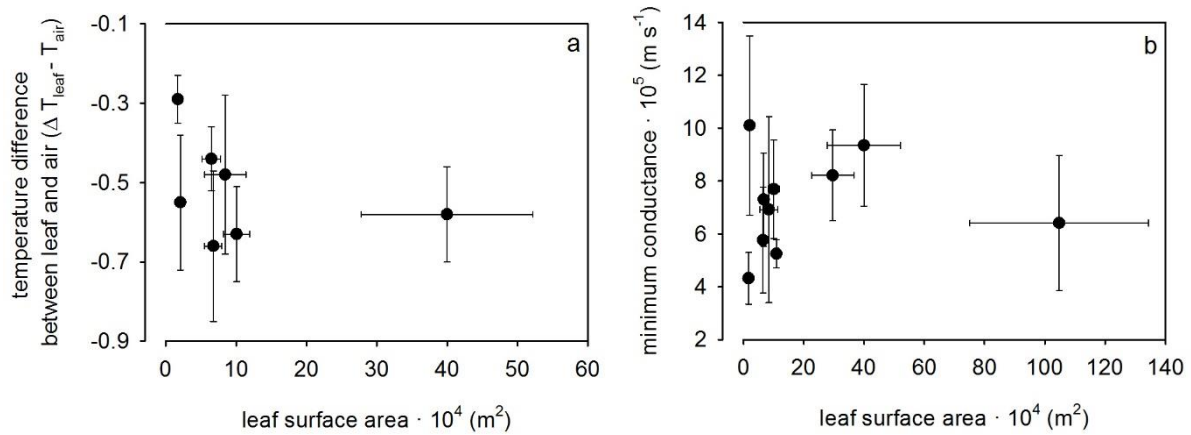 temperature difference
between leaf and air (Δ Tleaf - Tair)
-0.1
-0.3
-0.5
-0.7
-0.9
a
0 10 20 30 40 50 60
leaf surface area · 10⁴ (m²)
minimum conductance · 10⁵ (m s⁻¹)
14
12
10
8
6
4
2
b
0 20 40 60 80 100 120 140
leaf surface area · 10⁴ (m²)